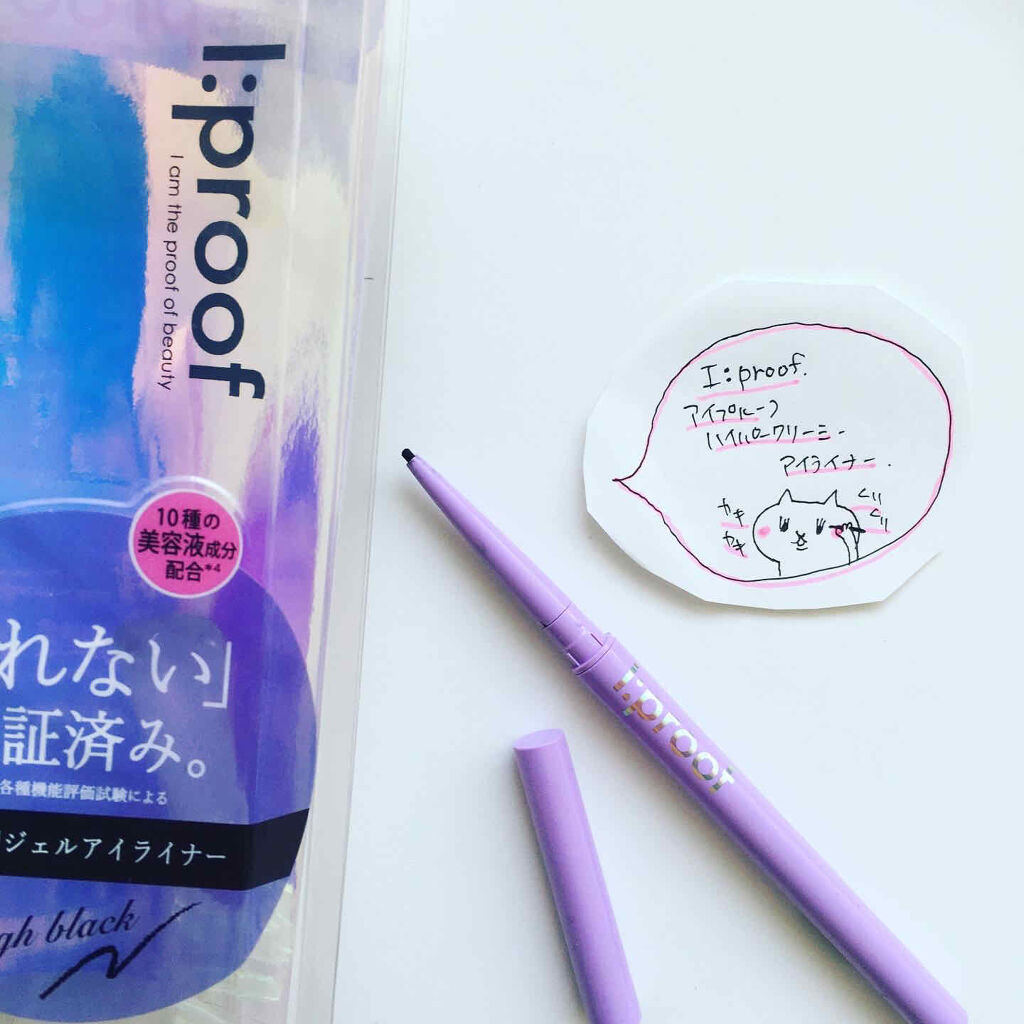 I:proof
I am the proof of beauty
10種の
美容液成分
配合*4
れない」
証済み。
各種機能評価試験による
ジェルアイライナー
gh black
I:proof.
アイプルーフ
ハイパークリーミー
アイライナー.
カキ
カキ
ぐりぐり
I:proof